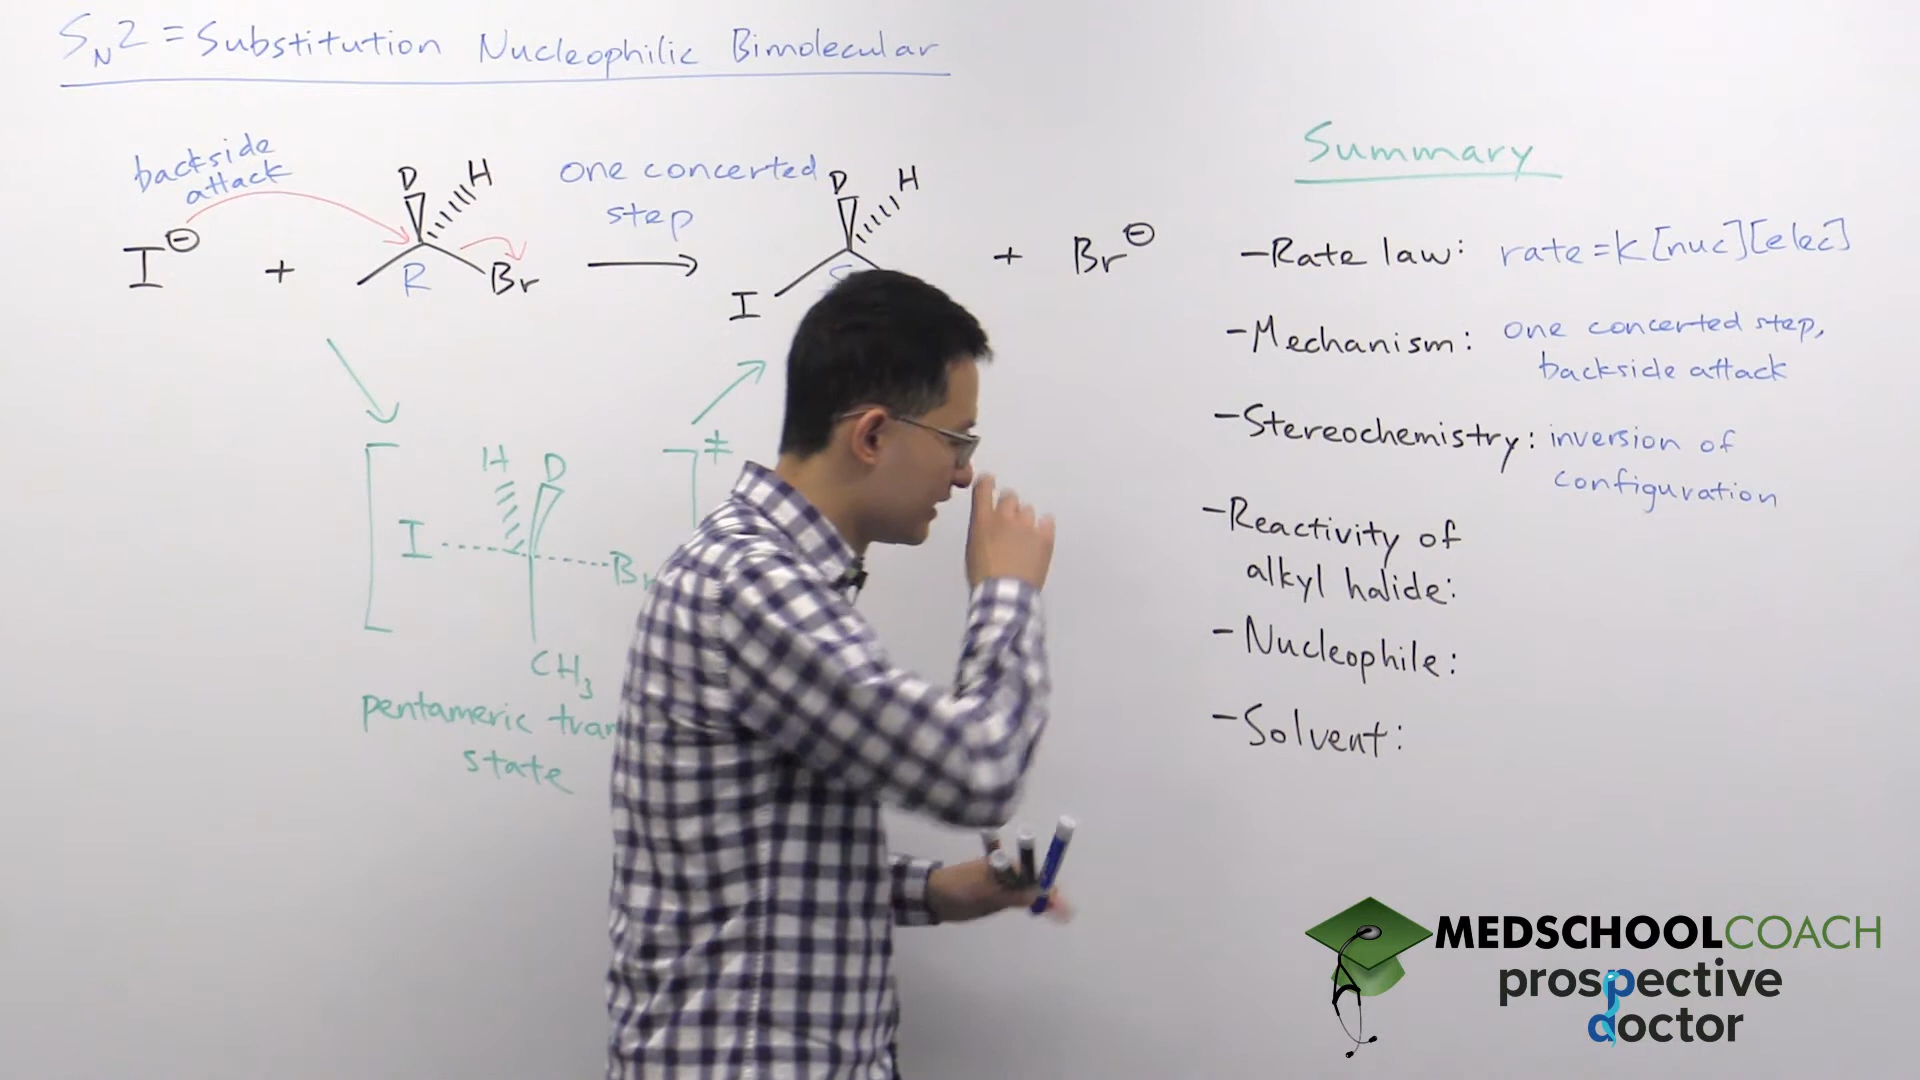 SN2 = Substitution Nucleophilic Bimolecular
backside
attack
D H
one concerted
step
D H
I⊖ + R Br → I + Br⊖
H D ‡
I Br
CH3
pentameric
state
Summary
- Rate law: rate = k [nuc][elec]
- Mechanism: one concerted step,
backside attack
- Stereochemistry: inversion of
configuration
- Reactivity of
alkyl halide:
- Nucleophile:
- Solvent:
MEDSCHOOLCOACH
prospective
doctor